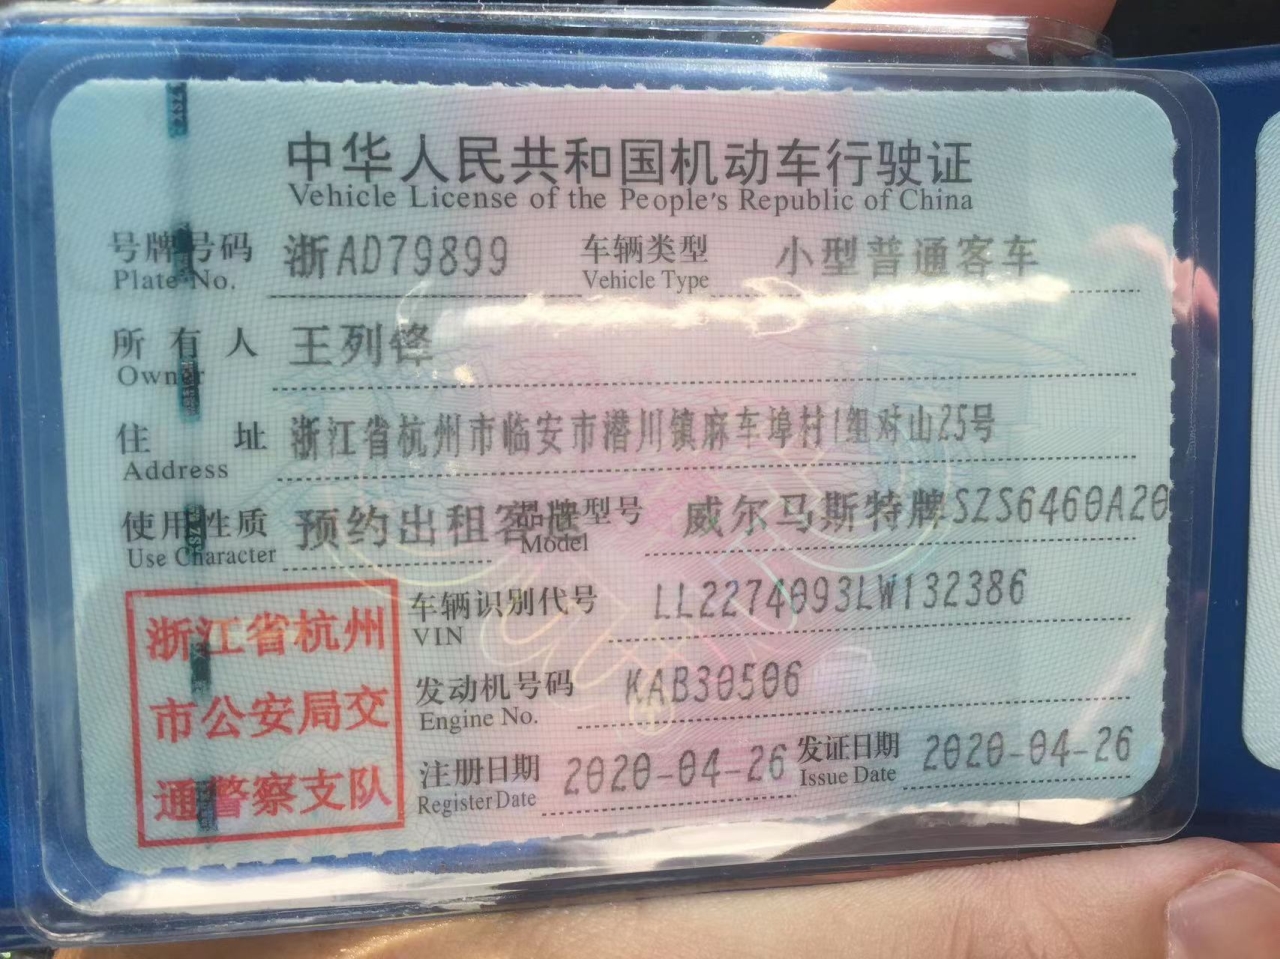 中华人民共和国机动车行驶证
Vehicle License of the People's Republic of China
号牌号码 浙AD79899 车辆类型 小型普通客车
Plate No. Vehicle Type
所有人 王列锋
Owner
住址 浙江省杭州市临安市潜川镇麻车埠村1组对山25号
Address
使用性质 预约出租客运 品牌型号 威尔马斯特牌SZS6460A20
Use Character Model
浙江省杭州
市公安局交
通警察支队
车辆识别代号 LL2274093LW132386
VIN
发动机号码 KAB30506
Engine No.
注册日期 2020-04-26 发证日期 2020-04-26
Register Date Issue Date